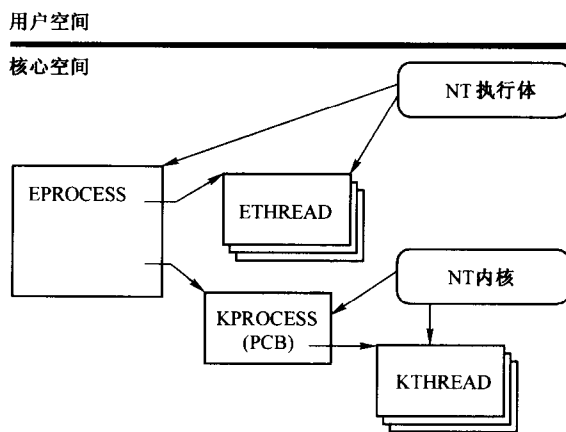 用户空间
核心空间
NT 执行体
EPROCESS
ETHREAD
NT内核
KPROCESS
(PCB)
KTHREAD